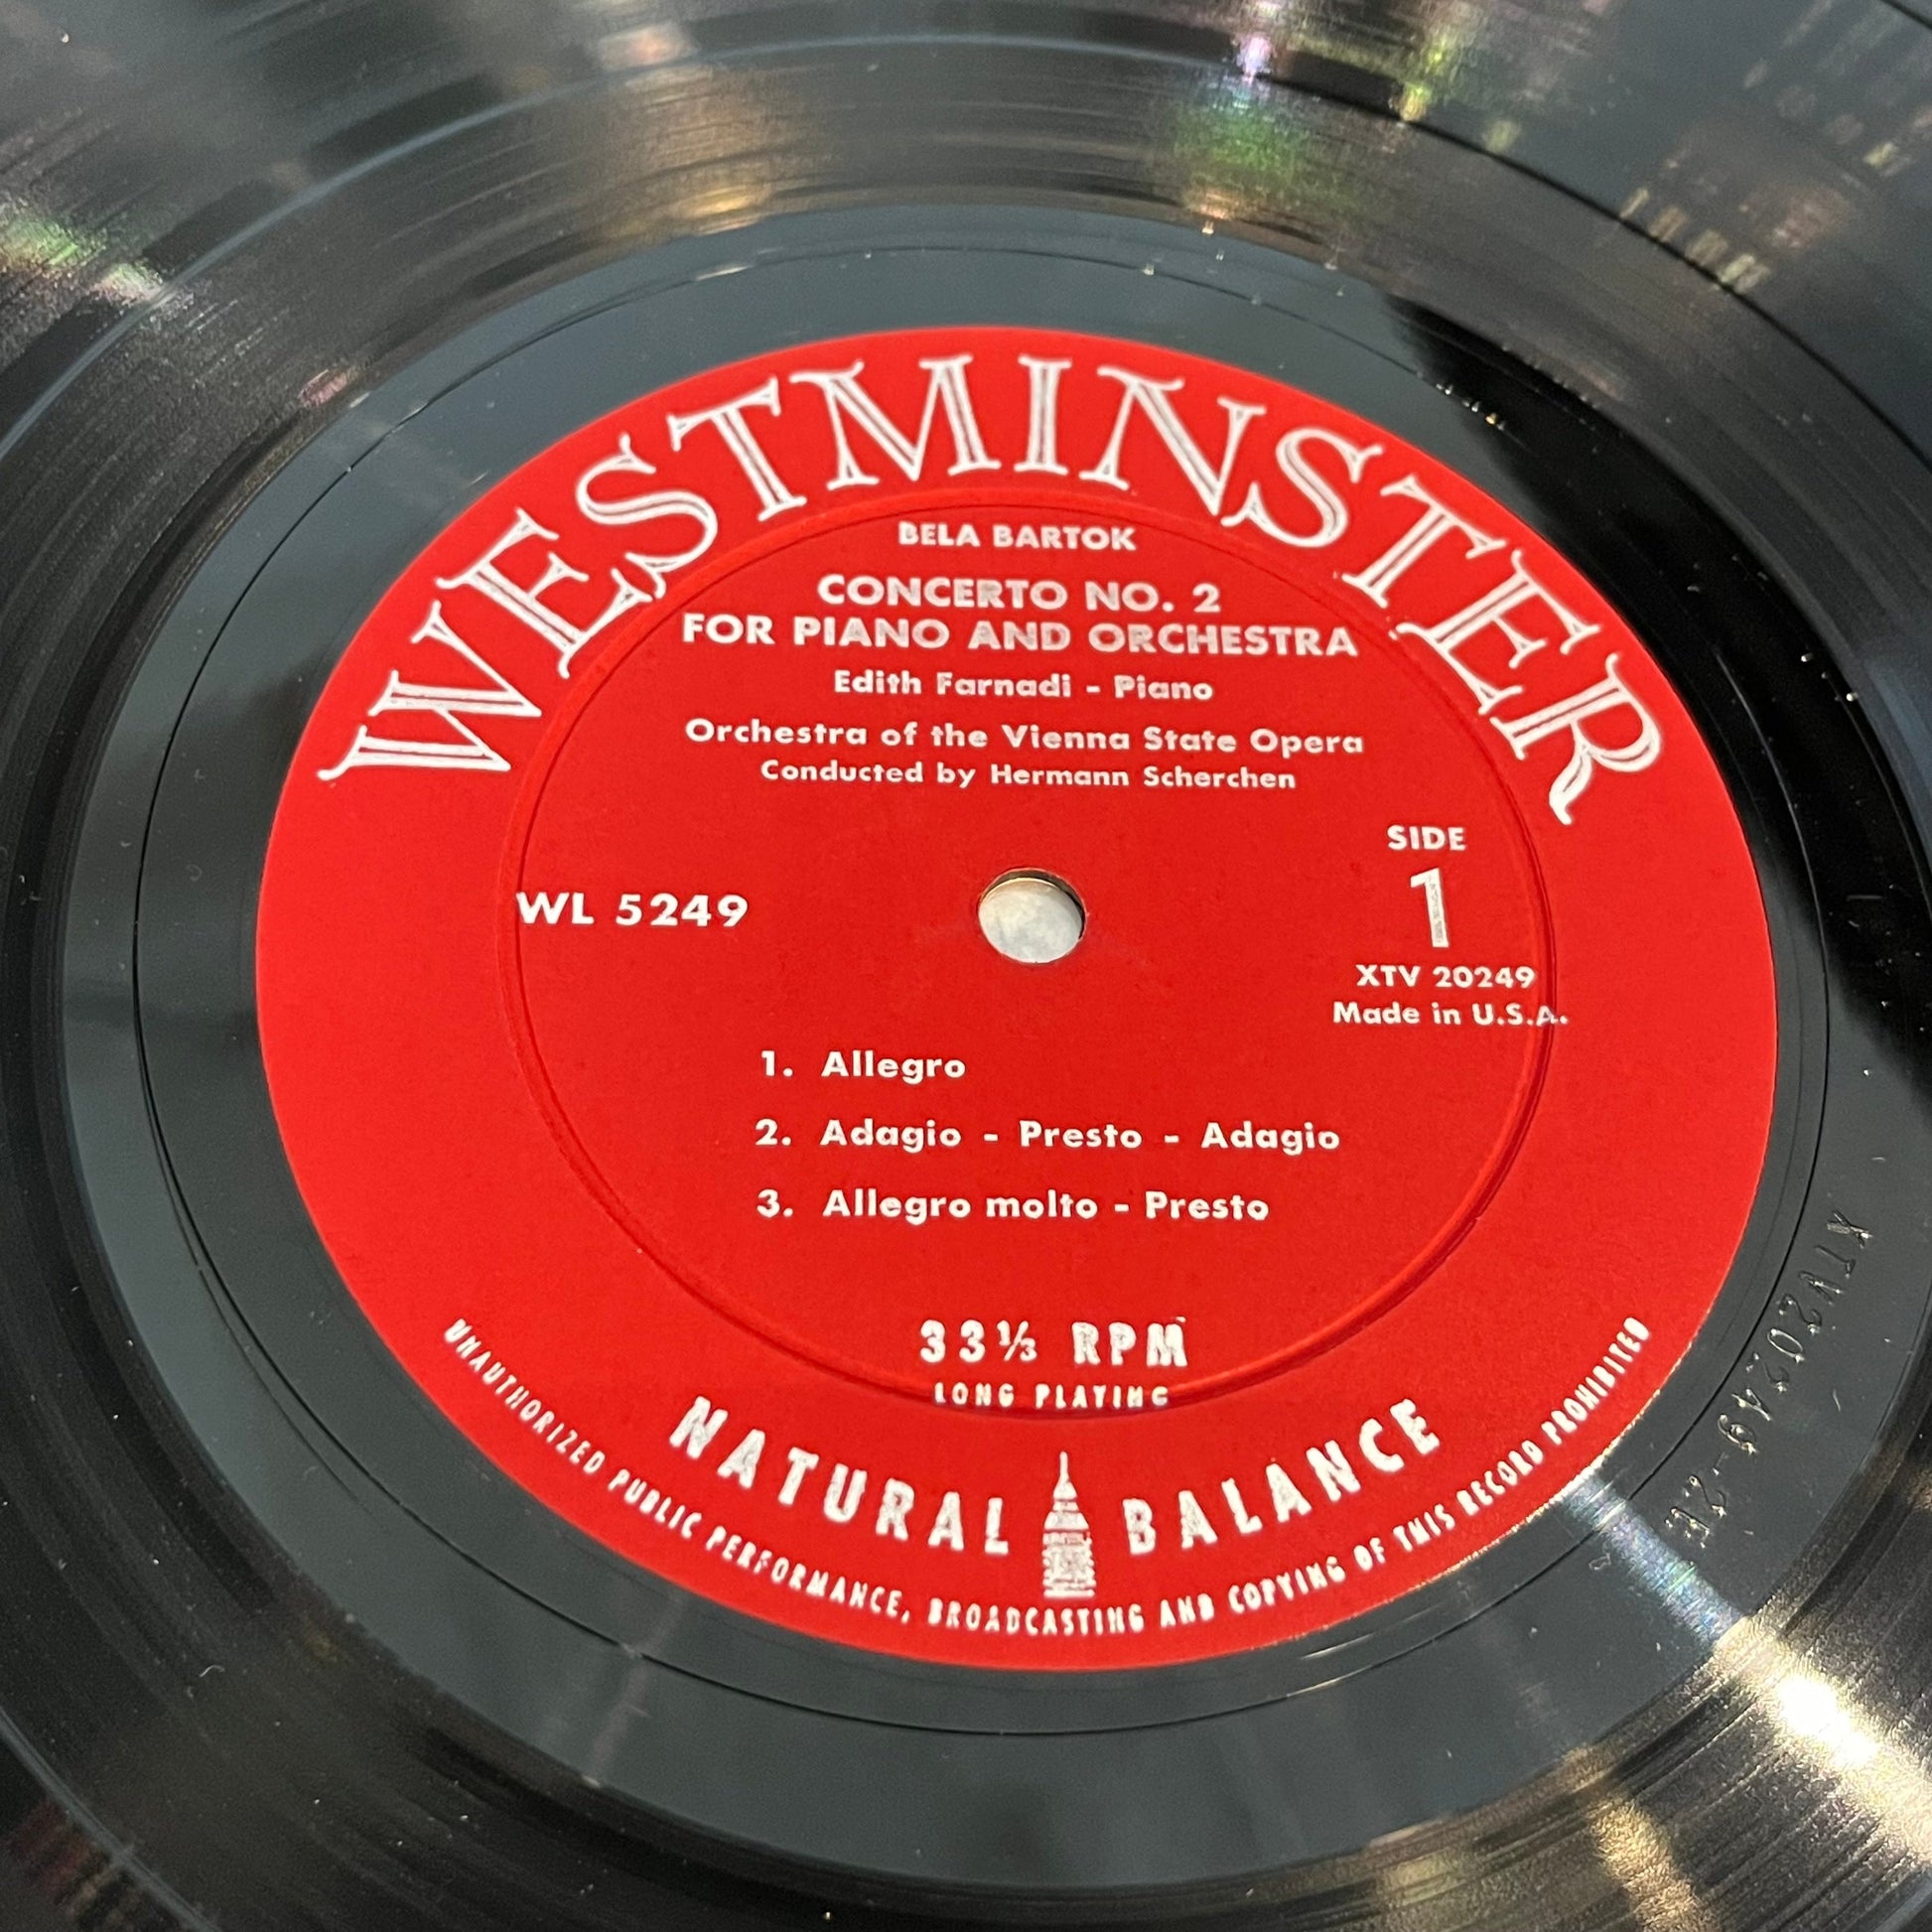 WESTMINSTER
BELA BARTOK
CONCERTO NO. 2
FOR PIANO AND ORCHESTRA
Edith Farnadi - Piano
Orchestra of the Vienna State Opera
Conducted by Hermann Scherchen
SIDE
1
WL 5249
XTV 20249
Made in U.S.A.
1. Allegro
2. Adagio - Presto - Adagio
3. Allegro molto - Presto
33⅓ RPM
LONG PLAYING
NATURAL BALANCE
UNAUTHORIZED PUBLIC PERFORMANCE, BROADCASTING AND COPYING OF THIS RECORD PROHIBITED